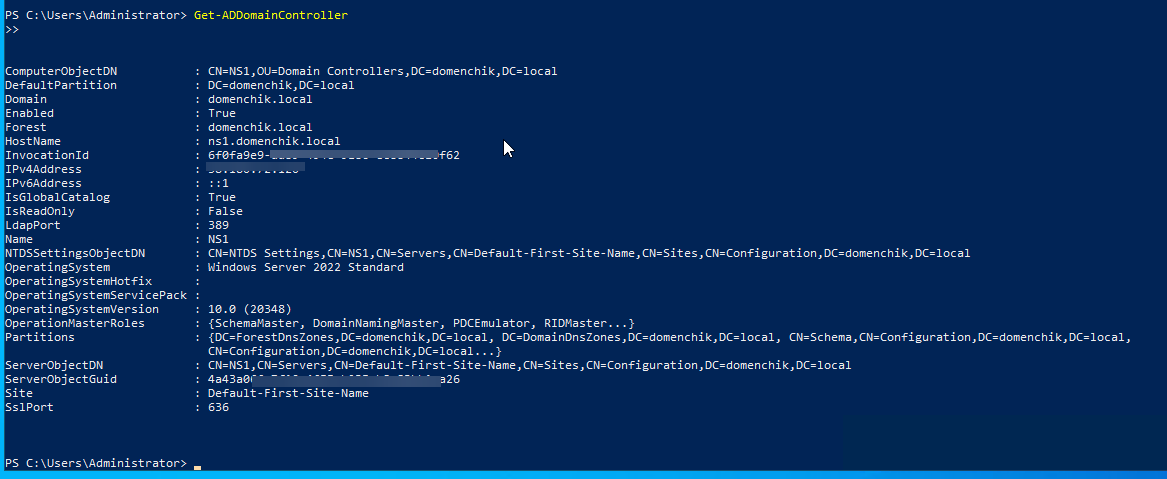 PS C:\Users\Administrator> Get-ADDomainController
>>
ComputerObjectDN : CN=NS1,OU=Domain Controllers,DC=domenchik,DC=local
DefaultPartition : DC=domenchik,DC=local
Domain : domenchik.local
Enabled : True
Forest : domenchik.local
HostName : ns1.domenchik.local
InvocationId : 6f0fa9e9- f62
IPv4Address :
IPv6Address : ::1
IsGlobalCatalog : True
IsReadOnly : False
LdapPort : 389
Name : NS1
NTDSSettingsObjectDN : CN=NTDS Settings,CN=NS1,CN=Servers,CN=Default-First-Site-Name,CN=Sites,CN=Configuration,DC=domenchik,DC=local
OperatingSystem : Windows Server 2022 Standard
OperatingSystemHotfix :
OperatingSystemServicePack :
OperatingSystemVersion : 10.0 (20348)
OperationMasterRoles : {SchemaMaster, DomainNamingMaster, PDCEmulator, RIDMaster...}
Partitions : {DC=ForestDnsZones,DC=domenchik,DC=local, DC=DomainDnsZones,DC=domenchik,DC=local, CN=Schema,CN=Configuration,DC=domenchik,DC=local,
CN=Configuration,DC=domenchik,DC=local...}
ServerObjectDN : CN=NS1,CN=Servers,CN=Default-First-Site-Name,CN=Sites,CN=Configuration,DC=domenchik,DC=local
ServerObjectGuid : 4a43a0 a26
Site : Default-First-Site-Name
SslPort : 636
PS C:\Users\Administrator>